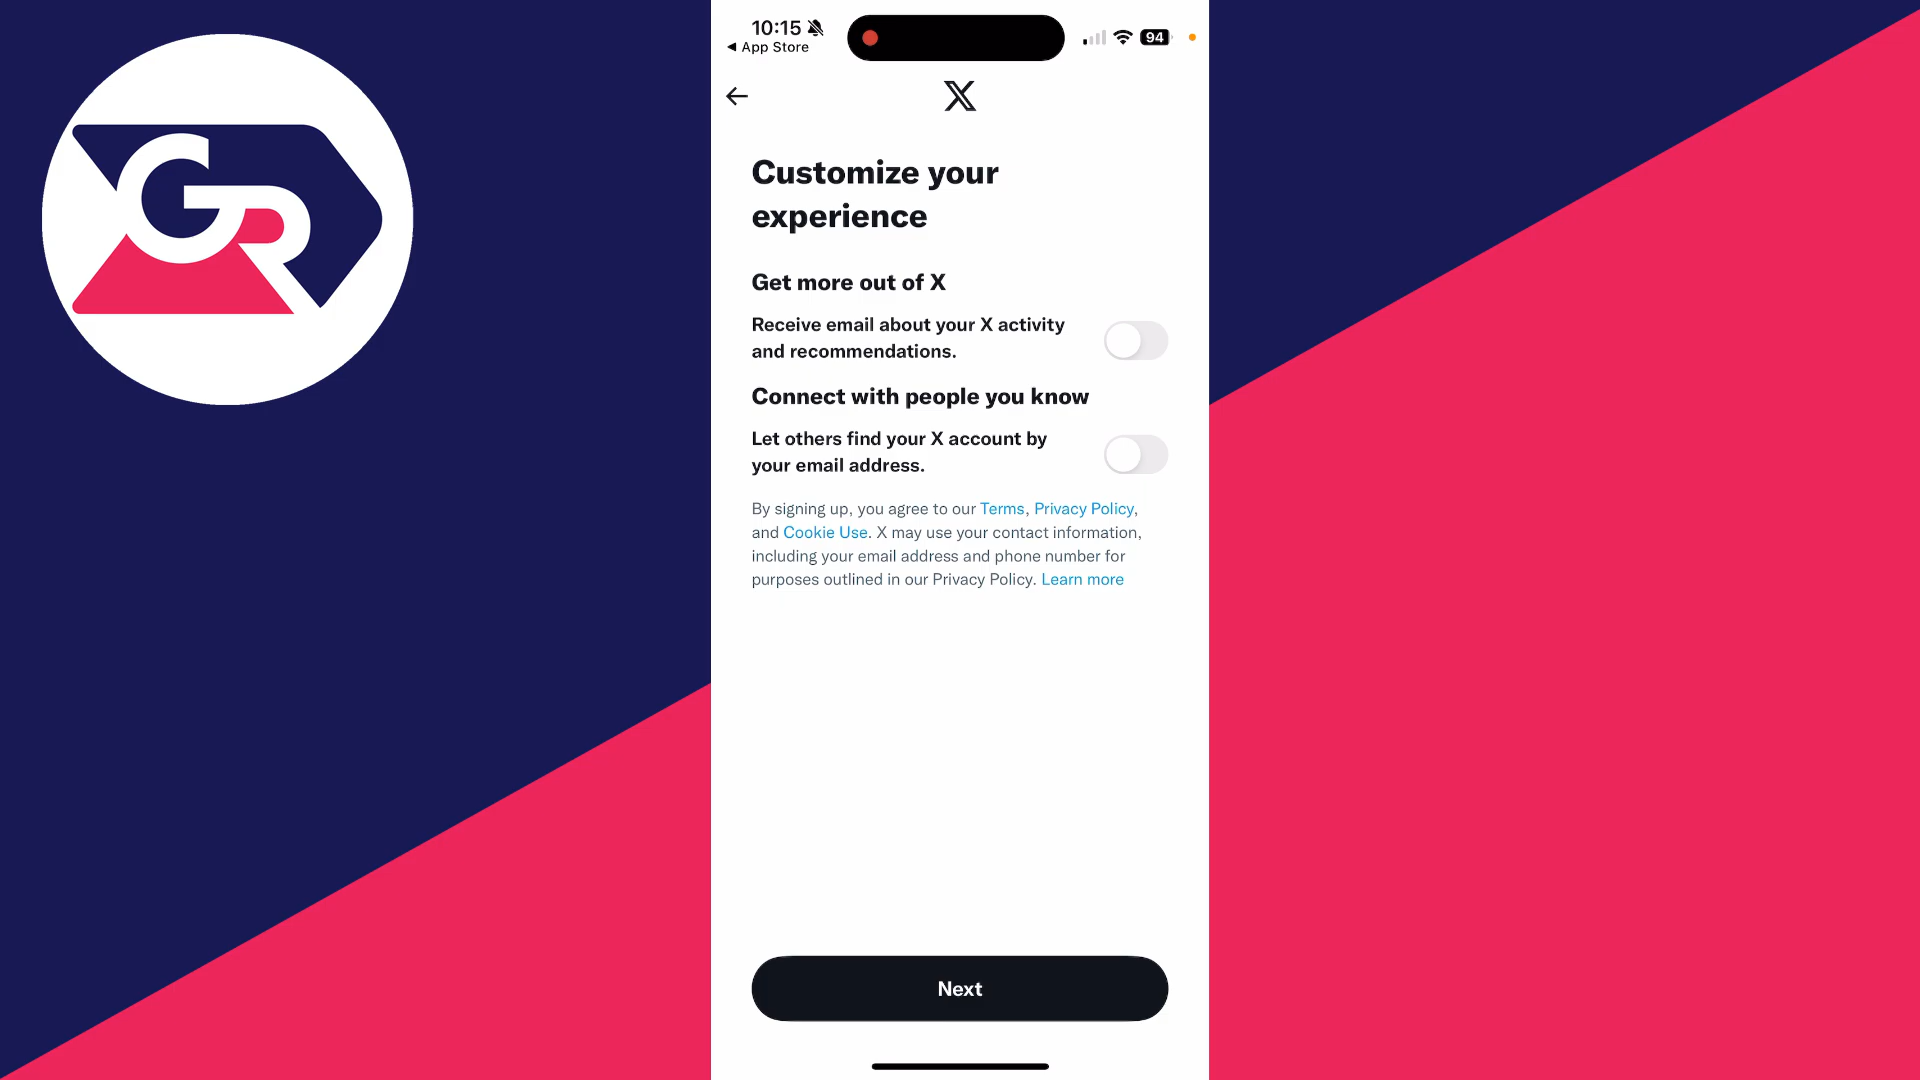 10:15
94
App Store
GR
X
Customize your
experience
Get more out of X
Receive email about your X activity
and recommendations.
Connect with people you know
Let others find your X account by
your email address.
By signing up, you agree to our Terms, Privacy Policy,
and Cookie Use. X may use your contact information,
including your email address and phone number for
purposes outlined in our Privacy Policy. Learn more
Next